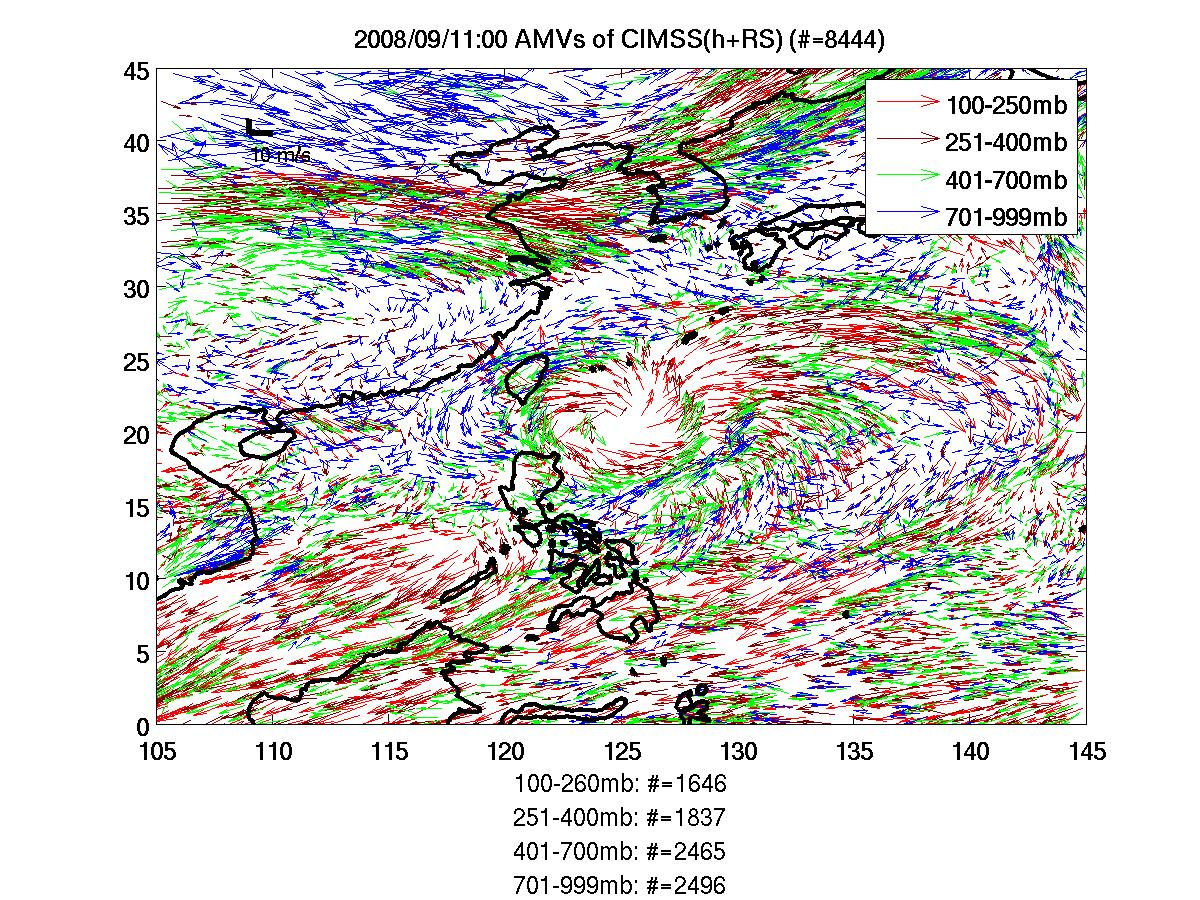 2008/09/11:00 AMVs of CIMSS(h+RS) (#=8444)
45
40
35
30
25
20
15
10
5
0
10 m/s
100-250mb
251-400mb
401-700mb
701-999mb
105 110 115 120 125 130 135 140 145
100-260mb: #=1646
251-400mb: #=1837
401-700mb: #=2465
701-999mb: #=2496